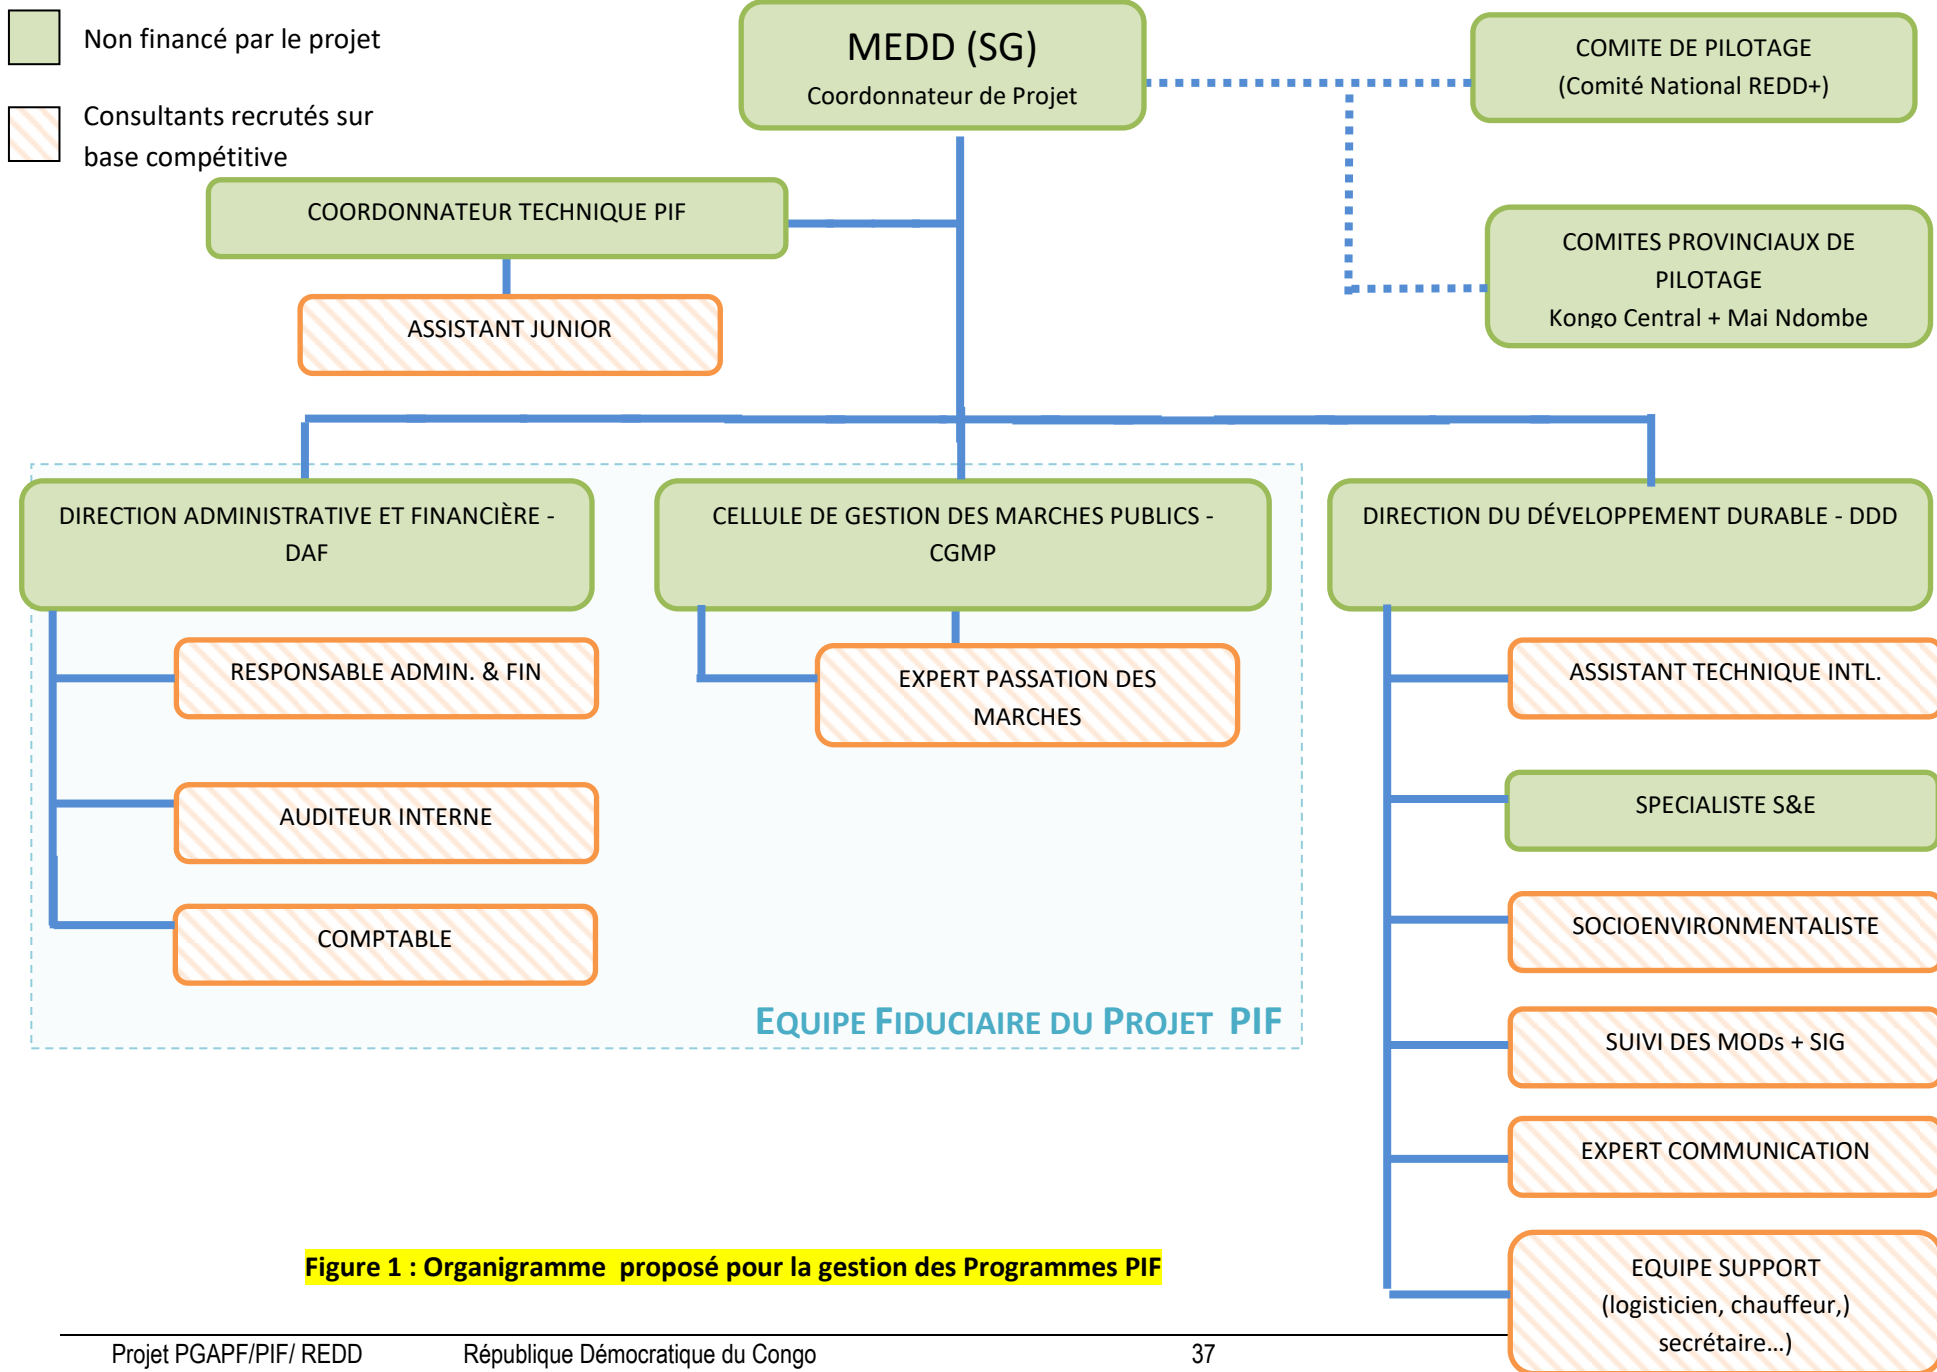 Non financé par le projet
Consultants recrutés sur
base compétitive
MEDD (SG)
Coordonnateur de Projet
COMITE DE PILOTAGE
(Comité National REDD+)
COORDONNATEUR TECHNIQUE PIF
ASSISTANT JUNIOR
COMITES PROVINCIAUX DE
PILOTAGE
Kongo Central + Mai Ndombe
DIRECTION ADMINISTRATIVE ET FINANCIÈRE -
DAF
CELLULE DE GESTION DES MARCHES PUBLICS -
CGMP
DIRECTION DU DÉVELOPPEMENT DURABLE - DDD
RESPONSABLE ADMIN. & FIN
AUDITEUR INTERNE
COMPTABLE
EXPERT PASSATION DES
MARCHES
EQUIPE FIDUCIAIRE DU PROJET  PIF
ASSISTANT TECHNIQUE INTL.
SPECIALISTE S&E
SOCIOENVIRONMENTALISTE
SUIVI DES MODs + SIG
EXPERT COMMUNICATION
EQUIPE SUPPORT
(logisticien, chauffeur,)
secrétaire...)
Figure 1 : Organigramme  proposé pour la gestion des Programmes PIF
Projet PGAPF/PIF/ REDD République Démocratique du Congo 37